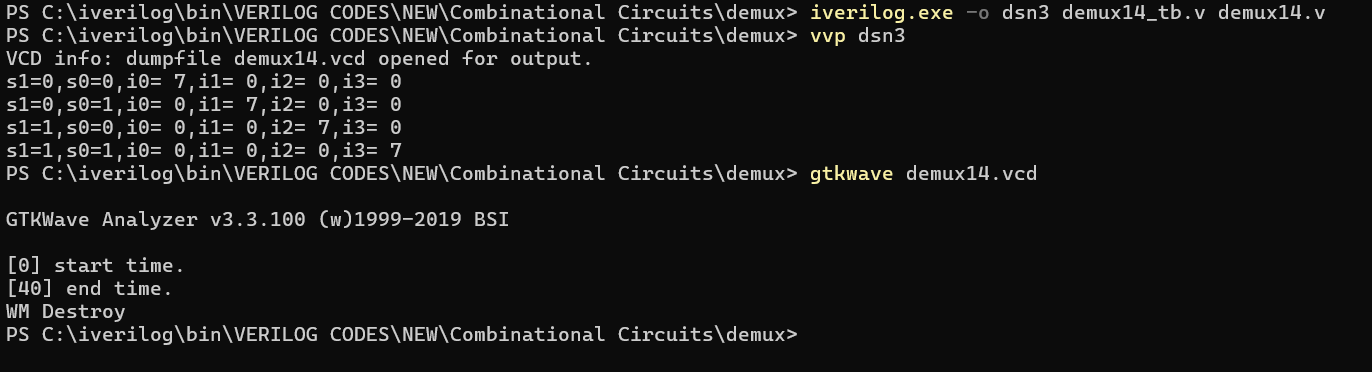 PS C:\iverilog\bin\VERILOG CODES\NEW\Combinational Circuits\demux> iverilog.exe -o dsn3 demux14_tb.v demux14.v
PS C:\iverilog\bin\VERILOG CODES\NEW\Combinational Circuits\demux> vvp dsn3
VCD info: dumpfile demux14.vcd opened for output.
s1=0,s0=0,i0= 7,i1= 0,i2= 0,i3= 0
s1=0,s0=1,i0= 0,i1= 7,i2= 0,i3= 0
s1=1,s0=0,i0= 0,i1= 0,i2= 7,i3= 0
s1=1,s0=1,i0= 0,i1= 0,i2= 0,i3= 7
PS C:\iverilog\bin\VERILOG CODES\NEW\Combinational Circuits\demux> gtkwave demux14.vcd
GTKWave Analyzer v3.3.100 (w)1999-2019 BSI
[0] start time.
[40] end time.
WM Destroy
PS C:\iverilog\bin\VERILOG CODES\NEW\Combinational Circuits\demux>